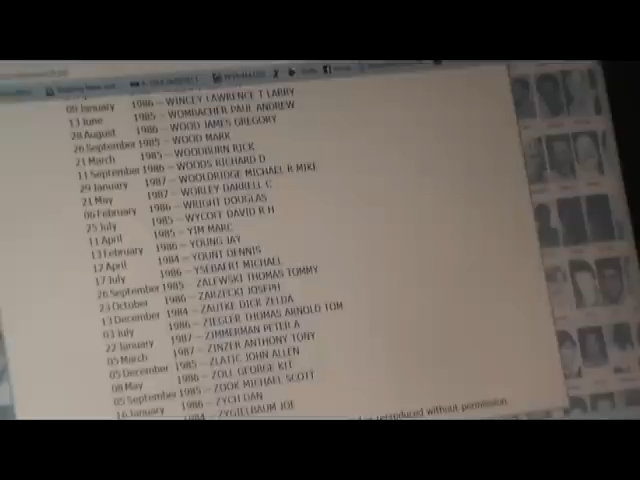 09 January 1986 – WINCEY LAWRENCE T LARRY
13 June 1985 – WOMBACHER PAUL ANDREW
28 August 1986 – WOOD JAMES GREGORY
26 September 1985 – WOOD MARK
21 March 1985 – WOODBURN RICK
11 September 1986 – WOODS RICHARD D
29 January 1987 – WOOLDRIDGE MICHAEL R MIKE
21 May 1987 – WORLEY DARRELL C
06 February 1986 – WRIGHT DOUGLAS
25 July 1985 – WYCOFF DAVID R H
11 April 1985 – YIM MARC
13 February 1986 – YOUNG JAY
12 April 1984 – YOUNT DENNIS
17 July 1986 – YSEBAERT MICHAEL
26 September 1985 – ZALEWSKI THOMAS TOMMY
23 October 1986 – ZARZECKI JOSEPH
13 December 1984 – ZAUTKE DICK ZELDA
03 July 1986 – ZIEGLER THOMAS ARNOLD TOM
22 January 1987 – ZIMMERMAN PETER A
05 March 1987 – ZINZER ANTHONY TONY
05 December 1985 – ZLATIC JOHN ALLEN
08 May 1986 – ZOLL GEORGE KIT
05 September 1985 – ZOOK MICHAEL SCOTT
16 January 1986 – ZYCH DAN
1984 – ZYGIELBAUM JOE
reproduced without permission